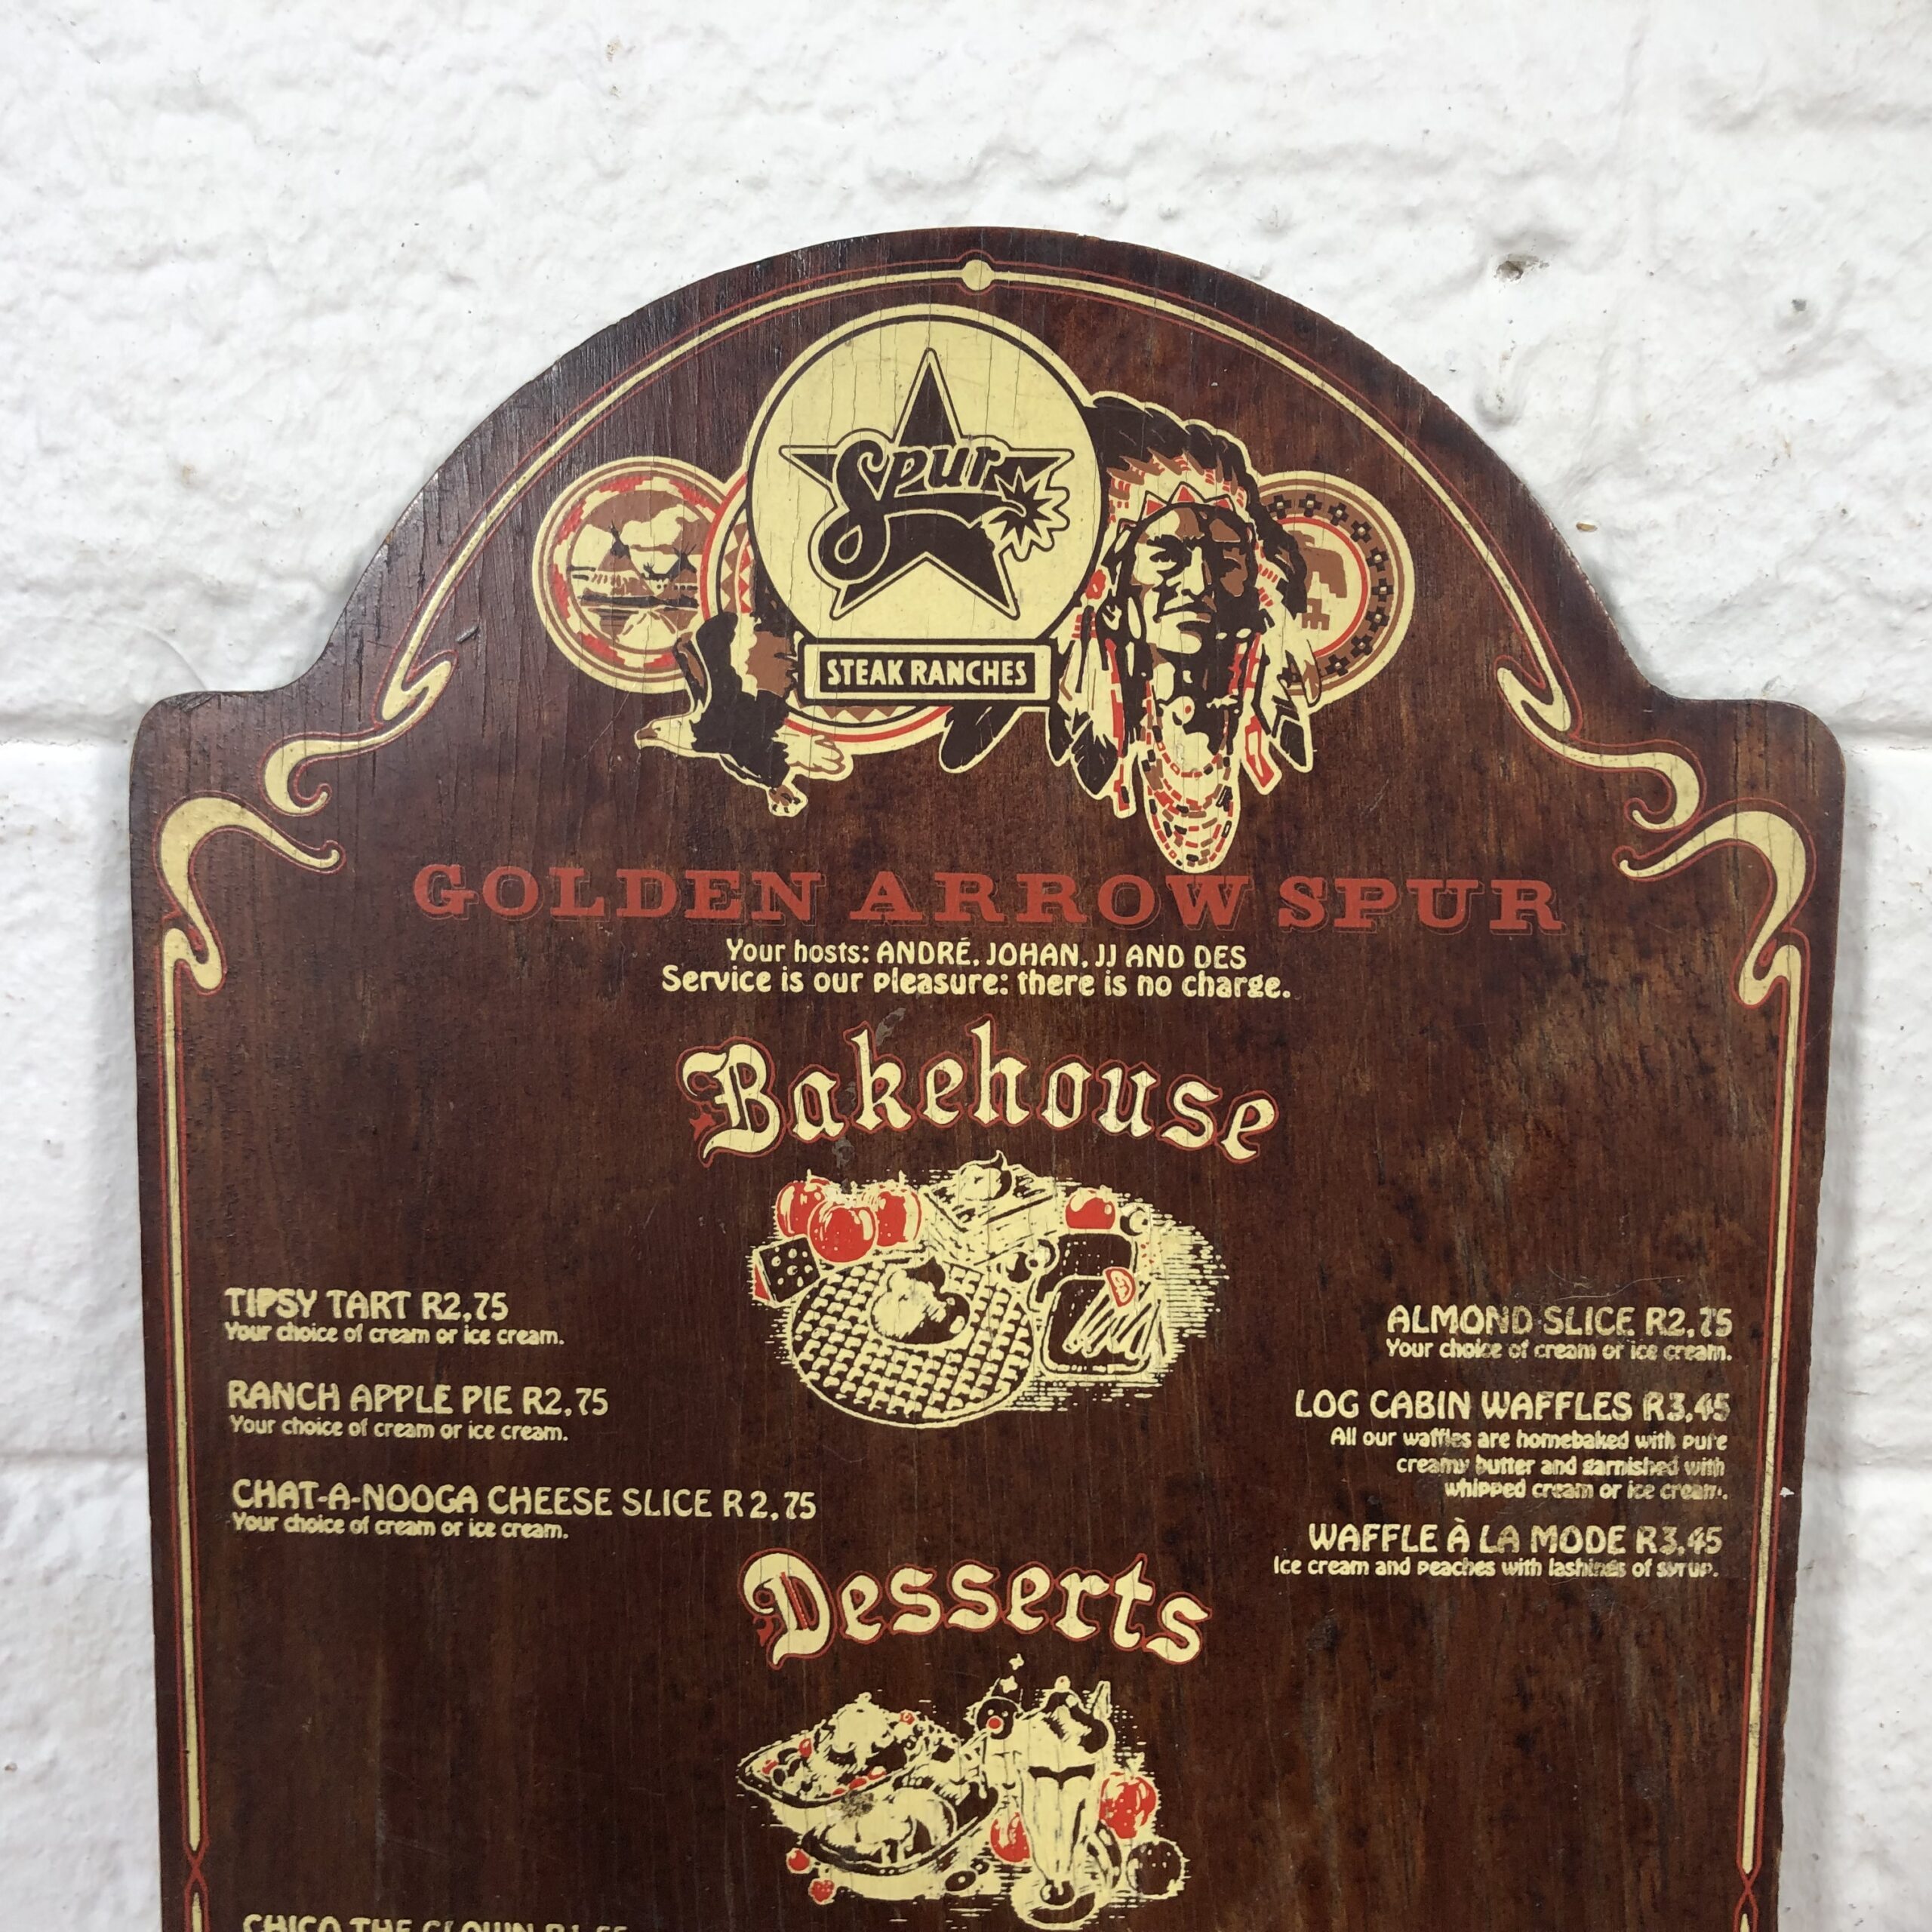 Spur
STEAK RANCHES
GOLDEN ARROW SPUR
Your hosts: ANDRÉ, JOHAN, JJ AND DES
Service is our pleasure: there is no charge.
Bakehouse
TIPSY TART R2,75
Your choice of cream or ice cream.
RANCH APPLE PIE R2,75
Your choice of cream or ice cream.
CHAT-A-NOOGA CHEESE SLICE R2,75
Your choice of cream or ice cream.
ALMOND SLICE R2,75
Your choice of cream or ice cream.
LOG CABIN WAFFLES R3,45
All our waffles are homebaked with pure
creamy butter and garnished with
whipped cream or ice cream.
WAFFLE À LA MODE R3,45
Ice cream and peaches with lashings of syrup.
Desserts
CHICO THE CLOWN